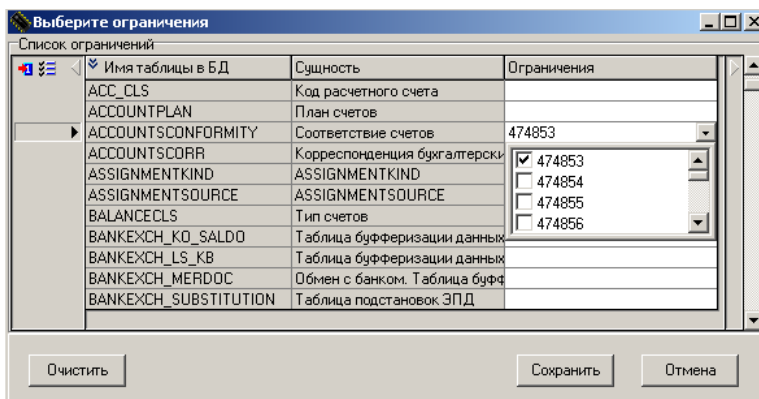 Выберите ограничения
Список ограничений
Имя таблицы в БД Сущность Ограничения
ACC_CLS Код расчетного счета
ACCOUNTPLAN План счетов
ACCOUNTSCONFORMITY Соответствие счетов 474853
ACCOUNTSCORR Корреспонденция бухгалтерски
474853
ASSIGNMENTKIND ASSIGNMENTKIND
474854
ASSIGNMENTSOURCE ASSIGNMENTSOURCE
474855
BALANCECLS Тип счетов
474856
BANKEXCH_KO_SALDO Таблица буфферизации данных
BANKEXCH_LS_KB Таблица буфферизации данных
BANKEXCH_MERDOC Обмен с банком. Таблица буфф
BANKEXCH_SUBSTITUTION Таблица подстановок ЭПД
Очистить Сохранить Отмена